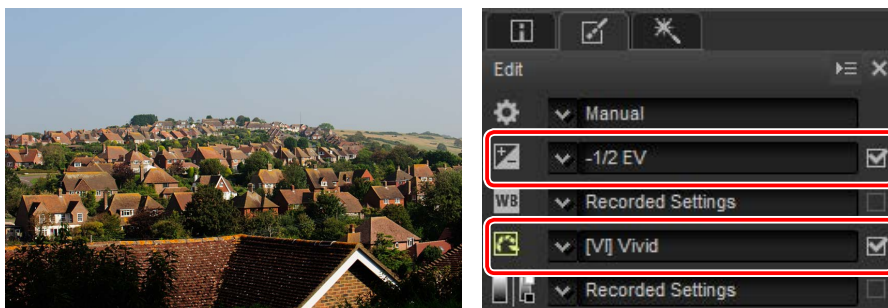 Edit
Manual
-1/2 EV
WB
Recorded Settings
[VI] Vivid
Recorded Settings